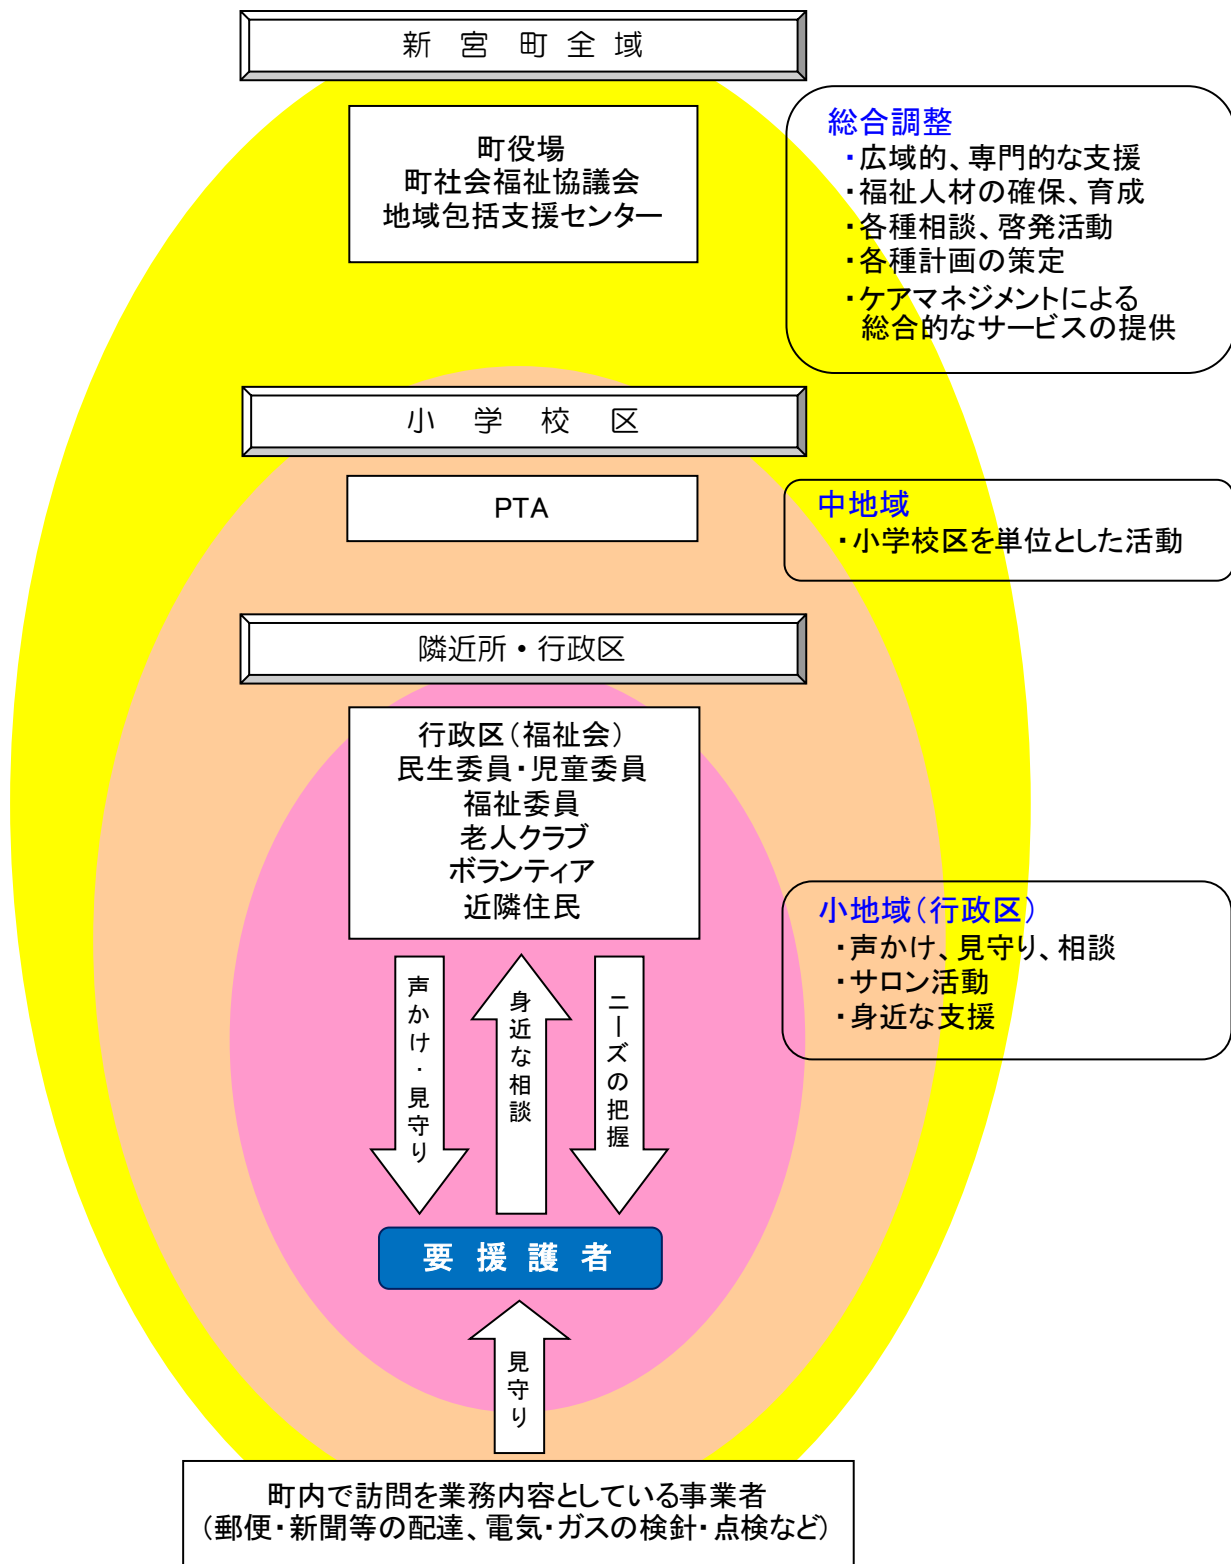 新宮町全域
町役場
町社会福祉協議会
地域包括支援センター
総合調整
・広域的、専門的な支援
・福祉人材の確保、育成
・各種相談、啓発活動
・各種計画の策定
・ケアマネジメントによる
総合的なサービスの提供
小学校区
PTA
中地域
・小学校区を単位とした活動
隣近所・行政区
行政区（福祉会）
民生委員・児童委員
福祉委員
老人クラブ
ボランティア
近隣住民
小地域（行政区）
・声かけ、見守り、相談
・サロン活動
・身近な支援
声かけ・見守り
身近な相談
ニーズの把握
要援護者
見守り
町内で訪問を業務内容としている事業者
（郵便・新聞等の配達、電気・ガスの検針・点検など）